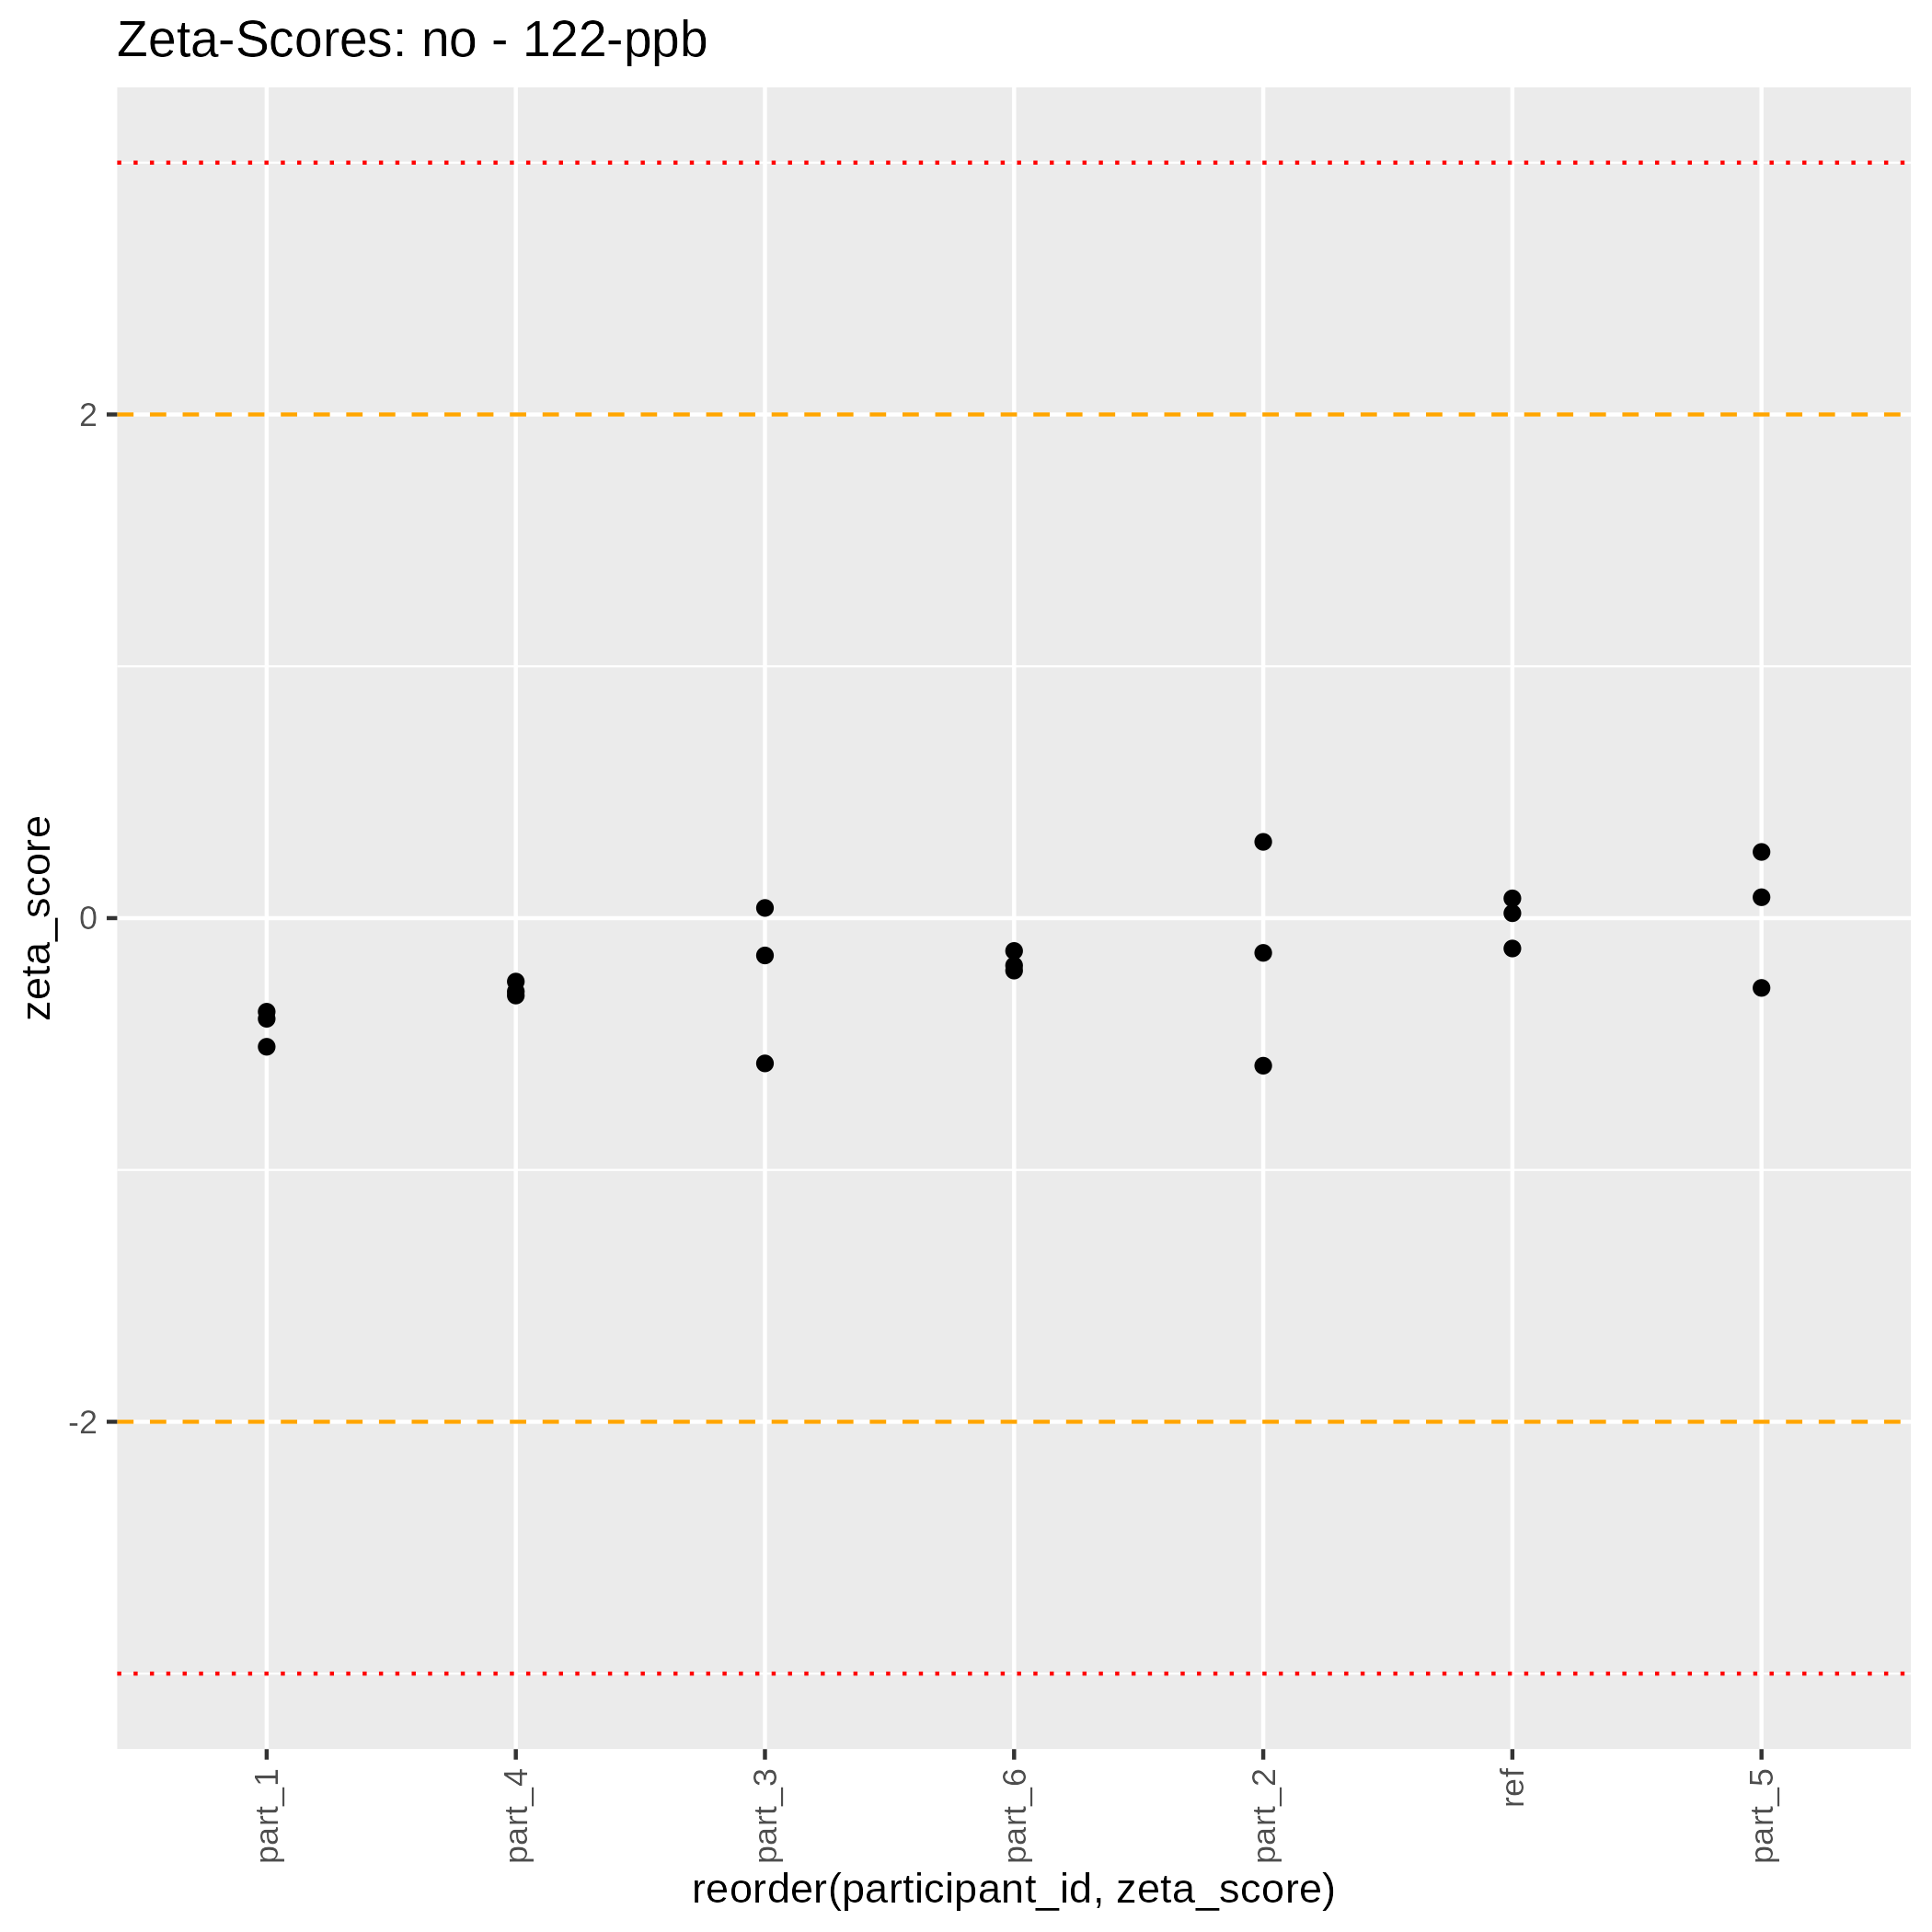 Zeta-Scores: no - 122-ppb
zeta_score
2
0
-2
part_1
part_4
part_3
part_6
part_2
ref
part_5
reorder(participant_id, zeta_score)